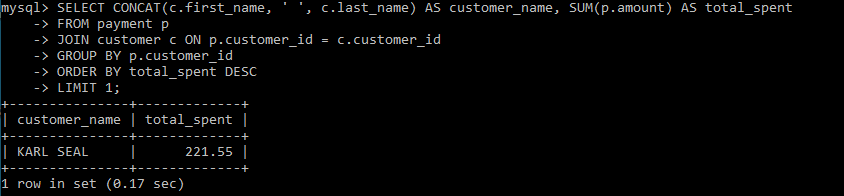 mysql> SELECT CONCAT(c.first_name, ' ', c.last_name) AS customer_name, SUM(p.amount) AS total_spent
    -> FROM payment p
    -> JOIN customer c ON p.customer_id = c.customer_id
    -> GROUP BY p.customer_id
    -> ORDER BY total_spent DESC
    -> LIMIT 1;
+---------------+-------------+
| customer_name | total_spent |
+---------------+-------------+
| KARL SEAL     |      221.55 |
+---------------+-------------+
1 row in set (0.17 sec)